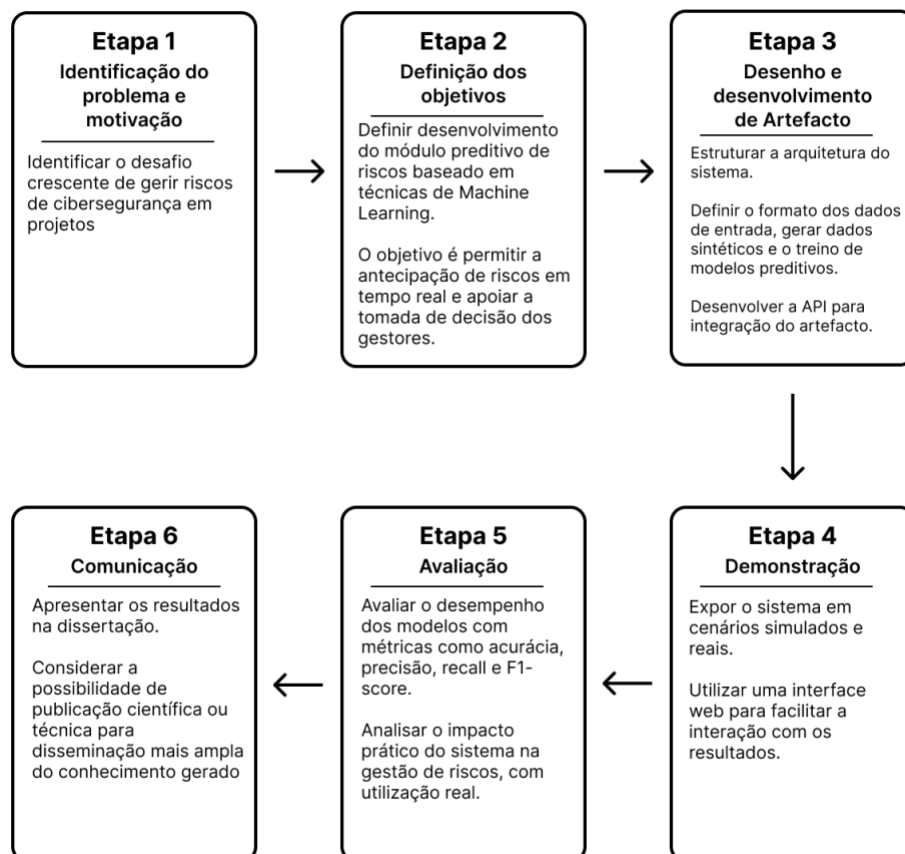 Etapa 1
Identificação do
problema e
motivação
Identificar o desafio
crescente de gerir riscos
de cibersegurança em
projetos
Etapa 2
Definição dos
objetivos
Definir desenvolvimento
do módulo preditivo de
riscos baseado em
técnicas de Machine
Learning.
O objetivo é permitir a
antecipação de riscos em
tempo real e apoiar a
tomada de decisão dos
gestores.
Etapa 3
Desenho e
desenvolvimento
de Artefacto
Estruturar a arquitetura do
sistema.
Definir o formato dos dados
de entrada, gerar dados
sintéticos e o treino de
modelos preditivos.
Desenvolver a API para
integração do artefacto.
Etapa 4
Demonstração
Expor o sistema em
cenários simulados e
reais.
Utilizar uma interface
web para facilitar a
interação com os
resultados.
Etapa 5
Avaliação
Avaliar o desempenho
dos modelos com
métricas como acurácia,
precisão, recall e F1-
score.
Analisar o impacto
prático do sistema na
gestão de riscos, com
utilização real.
Etapa 6
Comunicação
Apresentar os resultados
na dissertação.
Considerar a
possibilidade de
publicação científica ou
técnica para
disseminação mais ampla
do conhecimento gerado